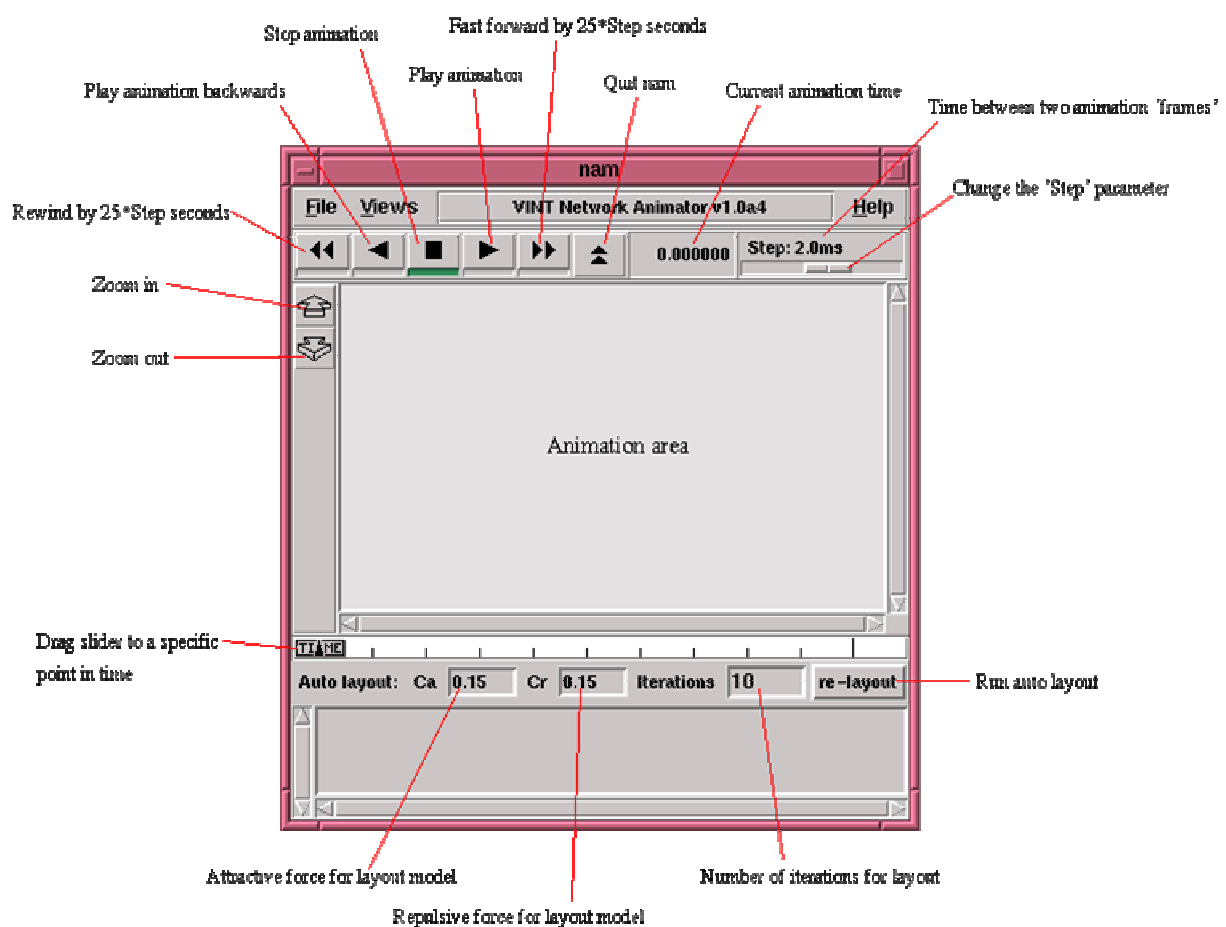 Fast forward by 25*Step seconds
Stop animation
Play animation
Quit nam
Play animation backwards
Current animation time
Time between two animation 'frames'
nam
Change the 'Step' parameter
Rewind by 25*Step seconds
File Views VINT Network Animator v1.0a4 Help
0.000000 Step: 2.0ms
Zoom in
Zoom out
Animation area
Drag slider to a specific
point in time
TIME
Auto layout: Ca 0.15 Cr 0.15 Iterations 10 re-layout
Run auto layout
Attractive force for layout model
Number of iterations for layout
Repulsive force for layout model